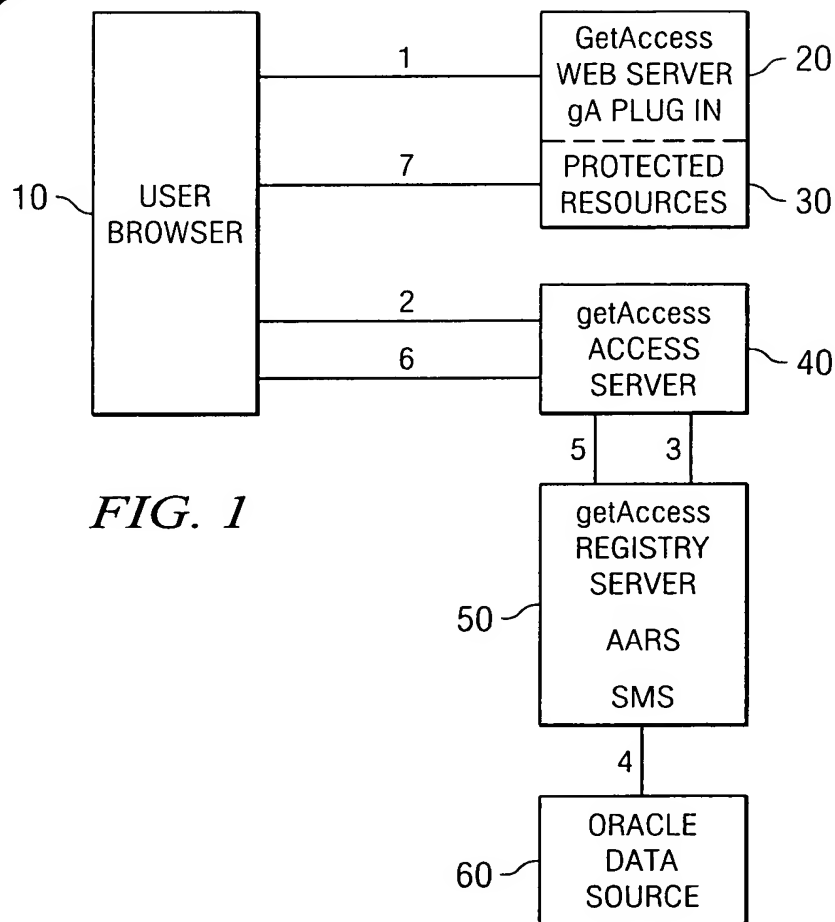 1
GetAccess
WEB SERVER
gA PLUG IN
20
7
PROTECTED
RESOURCES
30
10
USER
BROWSER
2
6
getAccess
ACCESS
SERVER
40
5
3
FIG. 1
getAccess
REGISTRY
SERVER
AARS
SMS
50
4
ORACLE
DATA
SOURCE
60